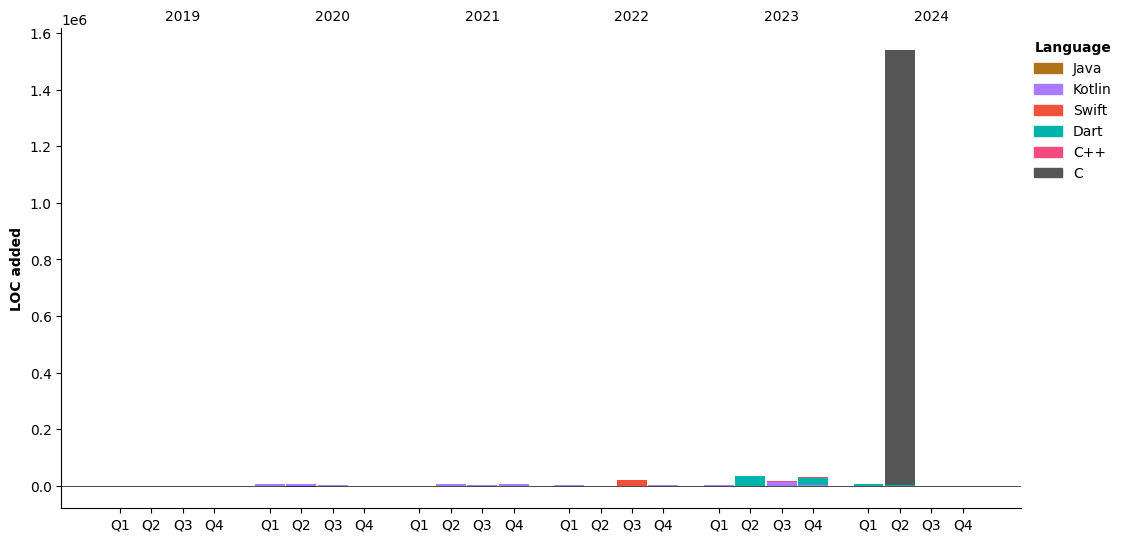 1e6 2019 2020 2021 2022 2023 2024
1.6
1.4
1.2
1.0
0.8
0.6
0.4
0.2
0.0
LOC added
Q1 Q2 Q3 Q4 Q1 Q2 Q3 Q4 Q1 Q2 Q3 Q4 Q1 Q2 Q3 Q4 Q1 Q2 Q3 Q4 Q1 Q2 Q3 Q4
Language
Java
Kotlin
Swift
Dart
C++
C